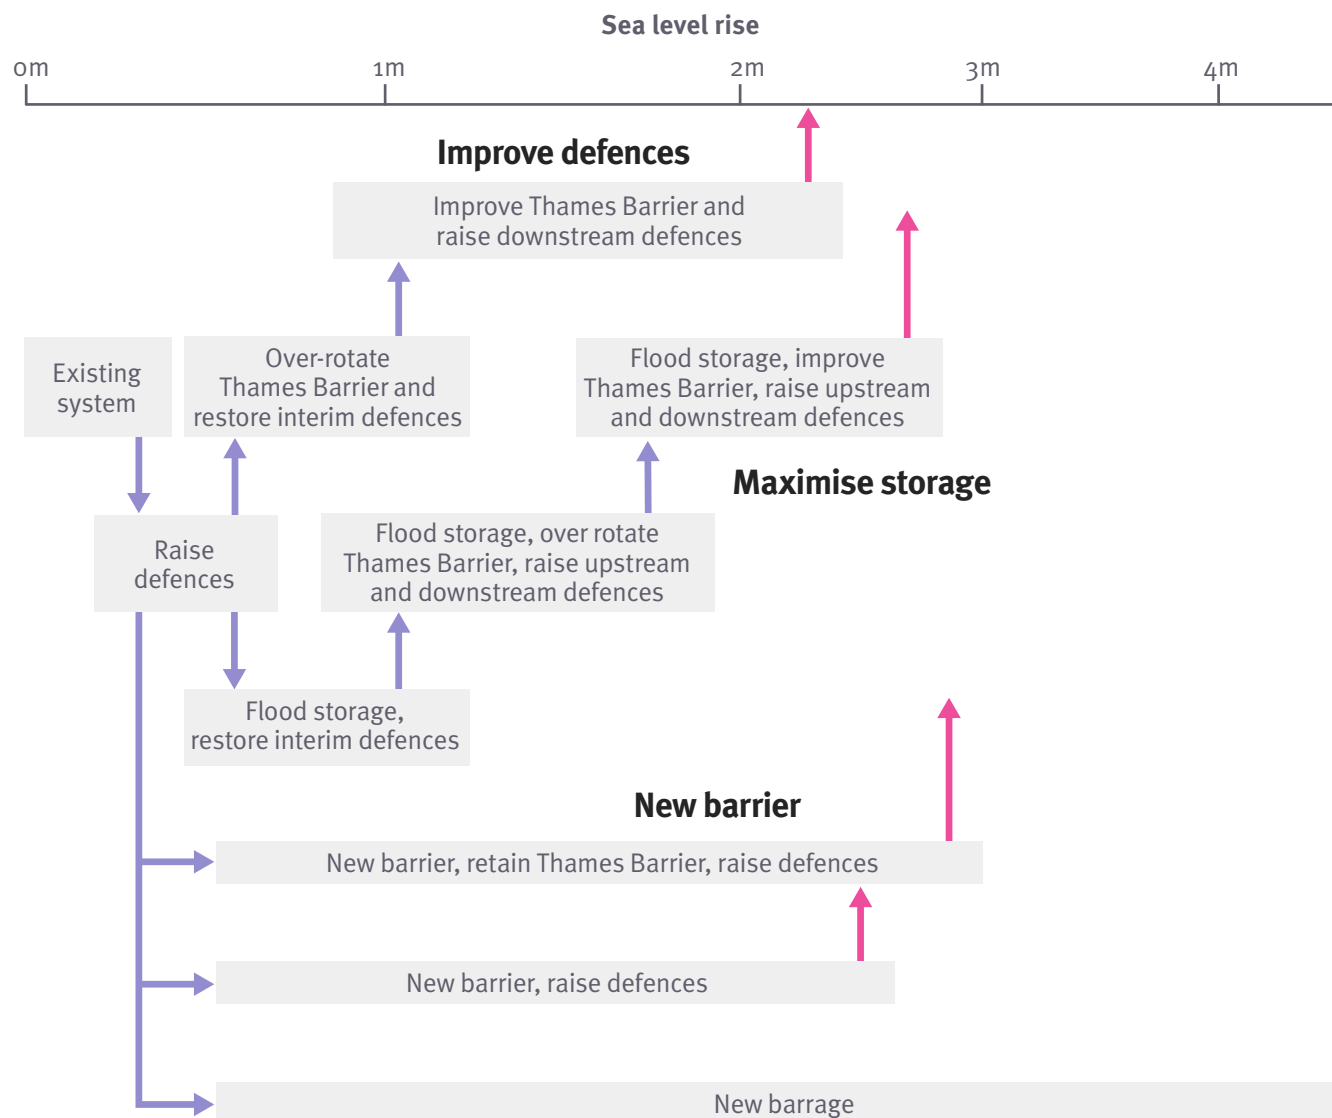 Sea level rise
0m
1m
2m
3m
4m
Improve defences
Improve Thames Barrier and
raise downstream defences
Existing
system
Over-rotate
Thames Barrier and
restore interim defences
Flood storage, improve
Thames Barrier, raise upstream
and downstream defences
Maximise storage
Raise
defences
Flood storage, over rotate
Thames Barrier, raise upstream
and downstream defences
Flood storage,
restore interim defences
New barrier
New barrier, retain Thames Barrier, raise defences
New barrier, raise defences
New barrage